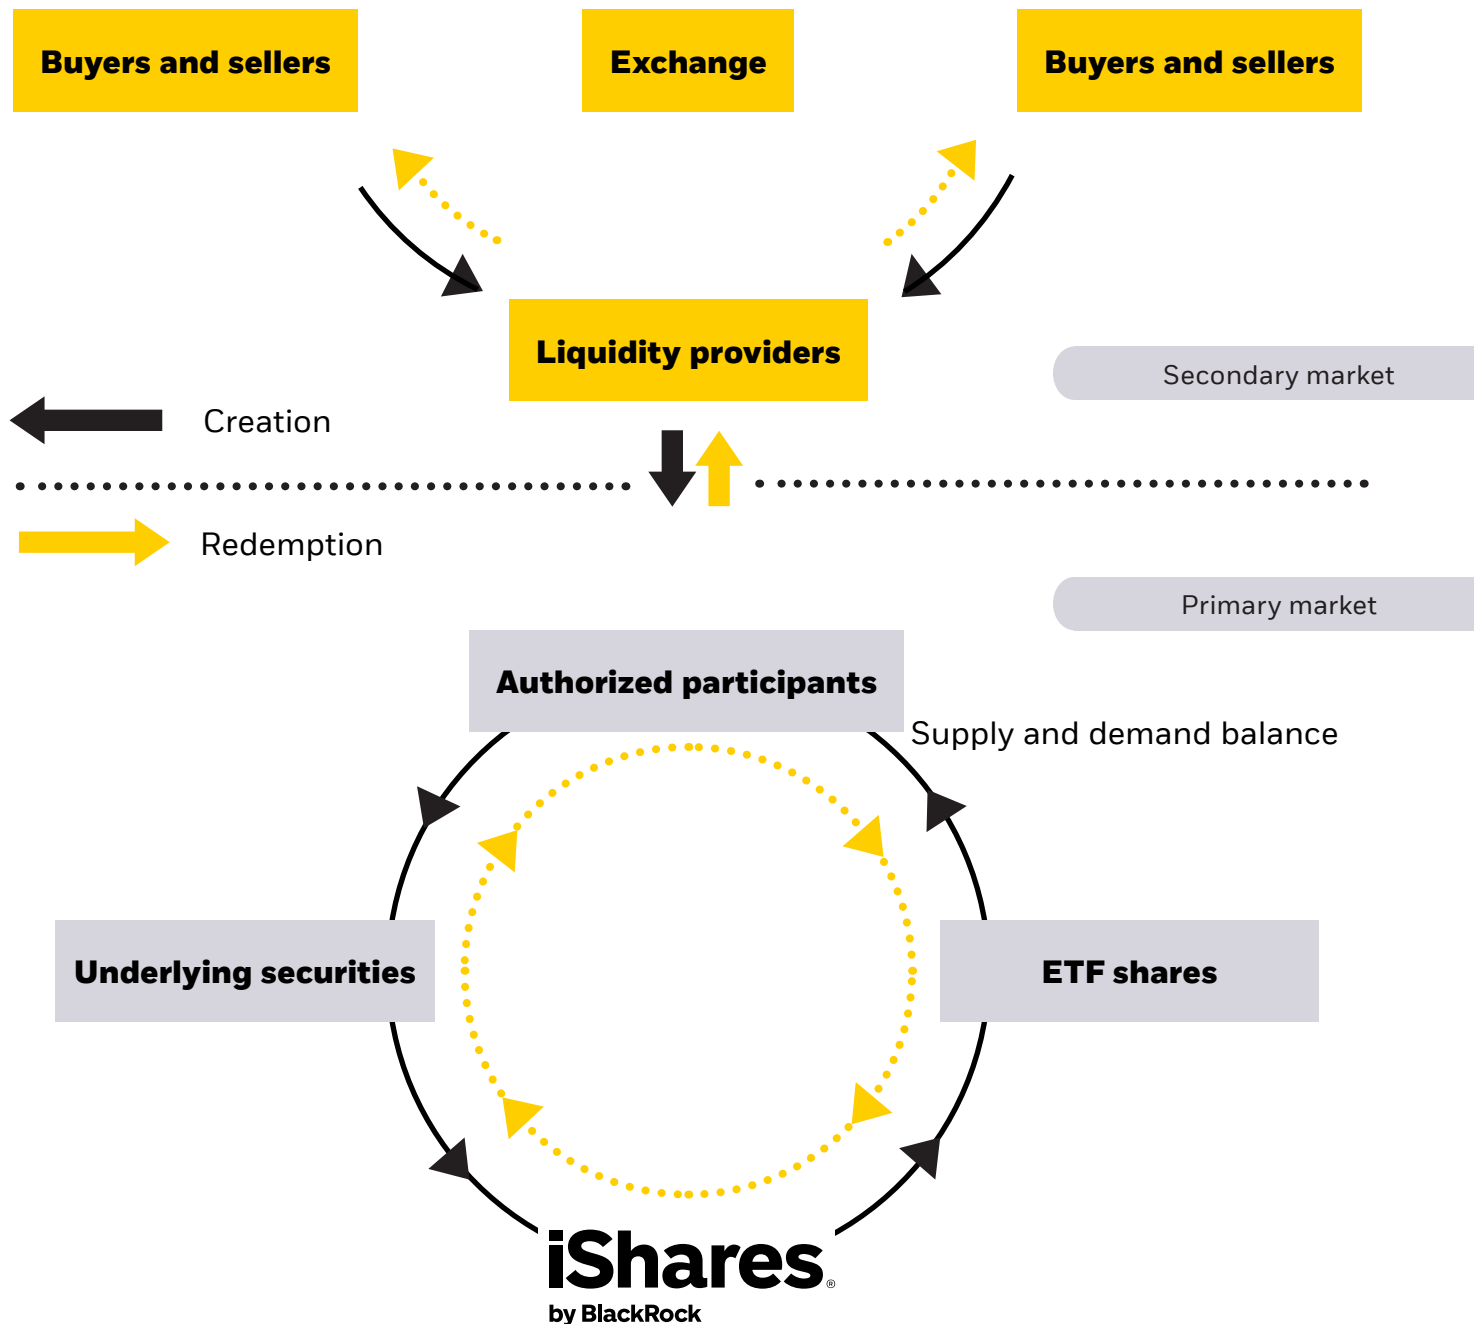 Buyers and sellers
Exchange
Buyers and sellers
Liquidity providers
Secondary market
Creation
Redemption
Primary market
Authorized participants
Supply and demand balance
Underlying securities
ETF shares
iShares®
by BlackRock